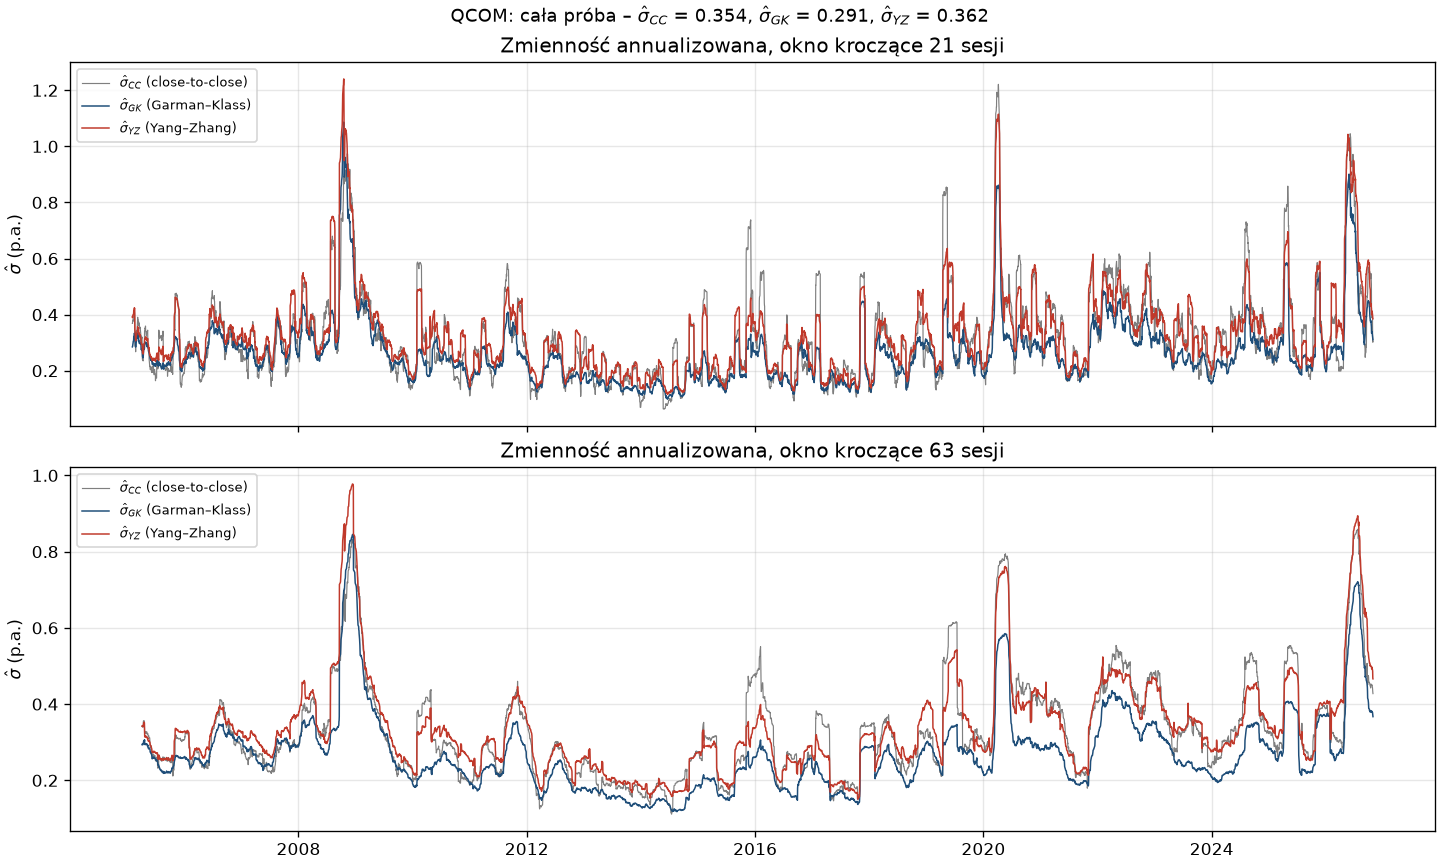 QCOM: cała próba – σ̂CC = 0.354, σ̂GK = 0.291, σ̂YZ = 0.362
Zmienność annualizowana, okno kroczące 21 sesji
σ̂CC (close-to-close)
σ̂GK (Garman–Klass)
σ̂YZ (Yang–Zhang)
1.2
1.0
0.8
0.6
0.4
0.2
σ̂ (p.a.)
Zmienność annualizowana, okno kroczące 63 sesji
σ̂CC (close-to-close)
σ̂GK (Garman–Klass)
σ̂YZ (Yang–Zhang)
1.0
0.8
0.6
0.4
0.2
σ̂ (p.a.)
2008 2012 2016 2020 2024